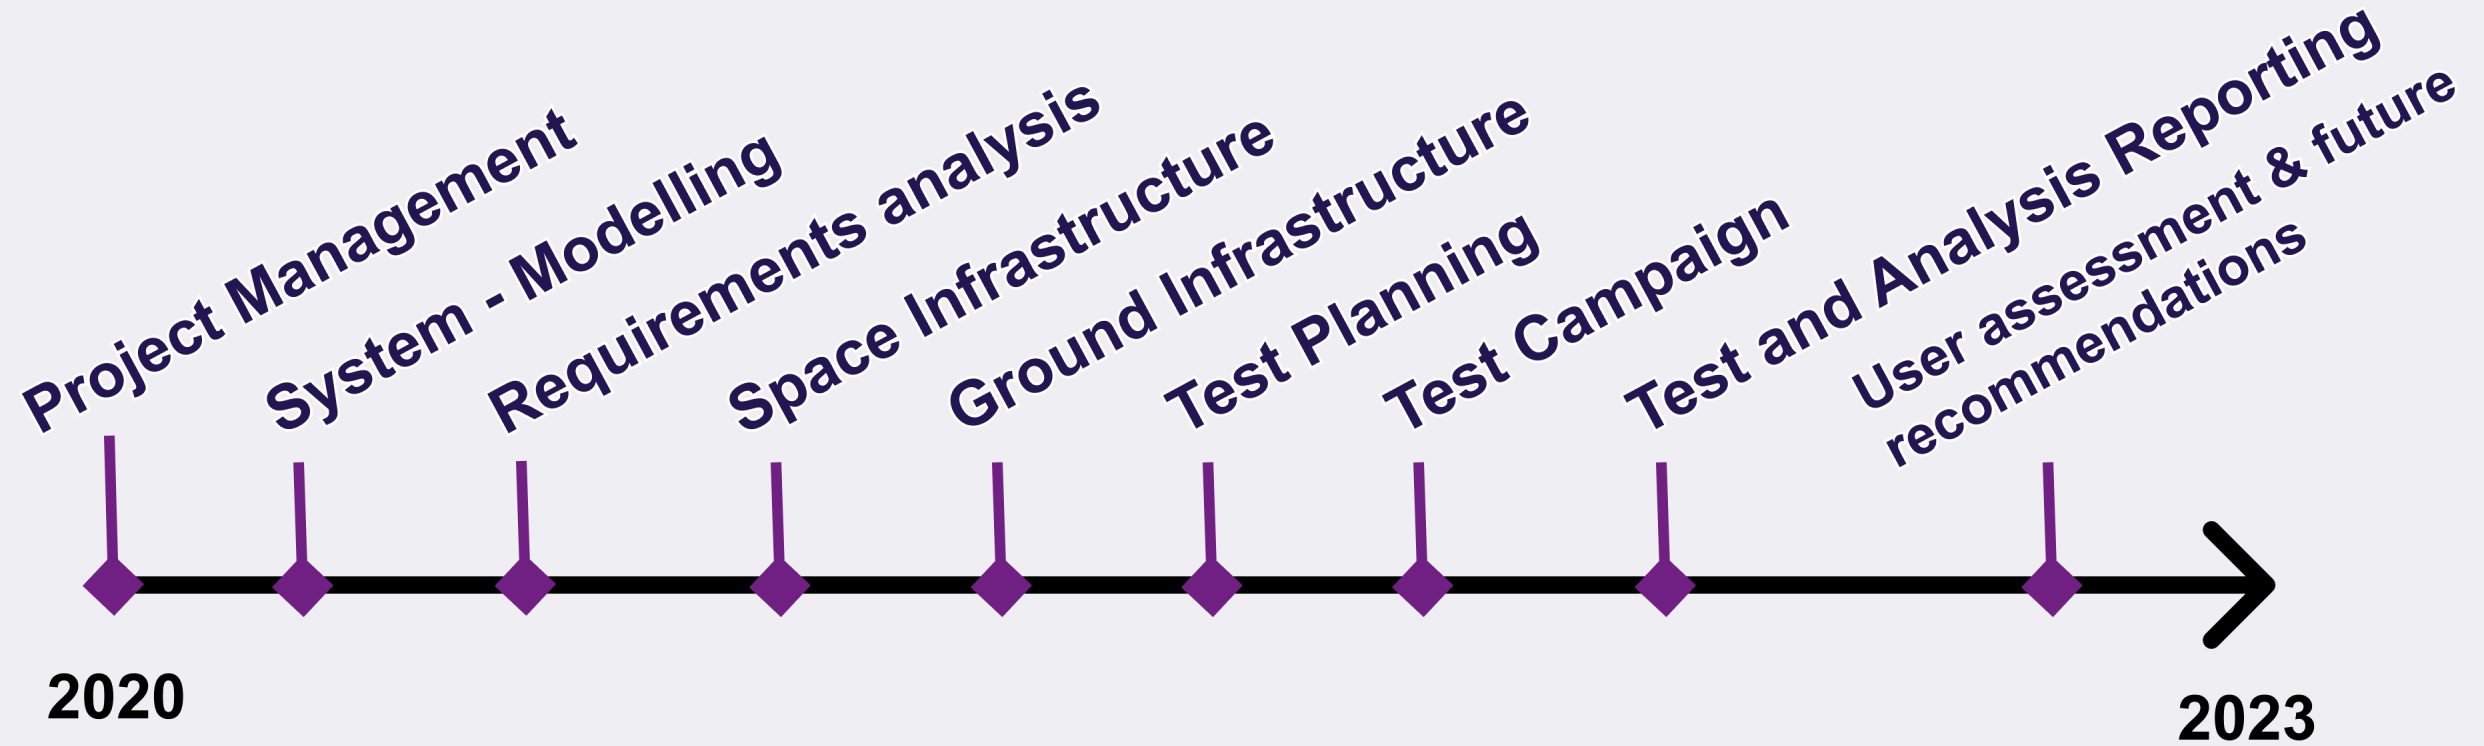 Project Management
System - Modelling
Requirements analysis
Space Infrastructure
Ground Infrastructure
Test Planning
Test Campaign
Test and Analysis Reporting
User assessment & future
recommendations
2020
2023